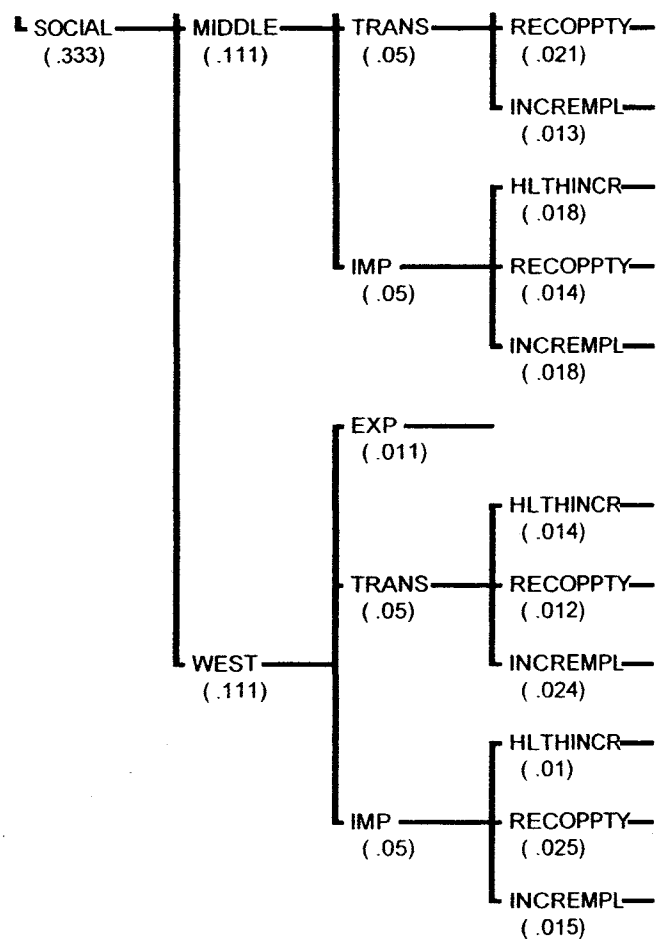 SOCIAL MIDDLE TRANS RECOPPTY
( .333) ( .111) ( .05) ( .021)
INCREMPL
( .013)
HLTHINCR
( .018)
IMP RECOPPTY
( .05) ( .014)
INCREMPL
( .018)
EXP
( .011)
HLTHINCR
( .014)
TRANS RECOPPTY
( .05) ( .012)
WEST INCREMPL
( .111) ( .024)
HLTHINCR
( .01)
IMP RECOPPTY
( .05) ( .025)
INCREMPL
( .015)